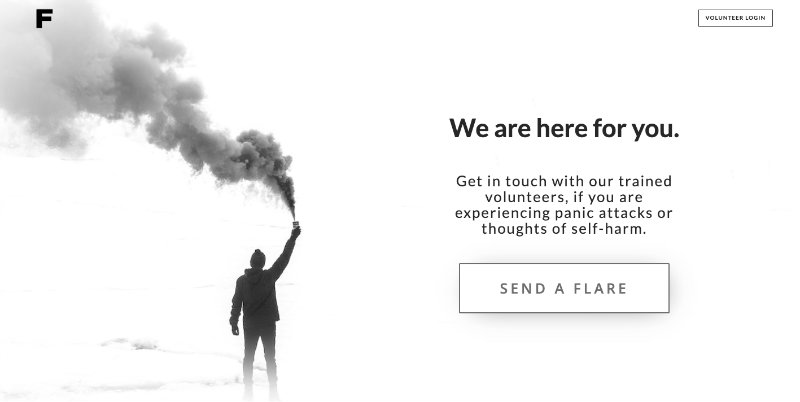 F
VOLUNTEER LOGIN
We are here for you.
Get in touch with our trained
volunteers, if you are
experiencing panic attacks or
thoughts of self-harm.
SEND A FLARE